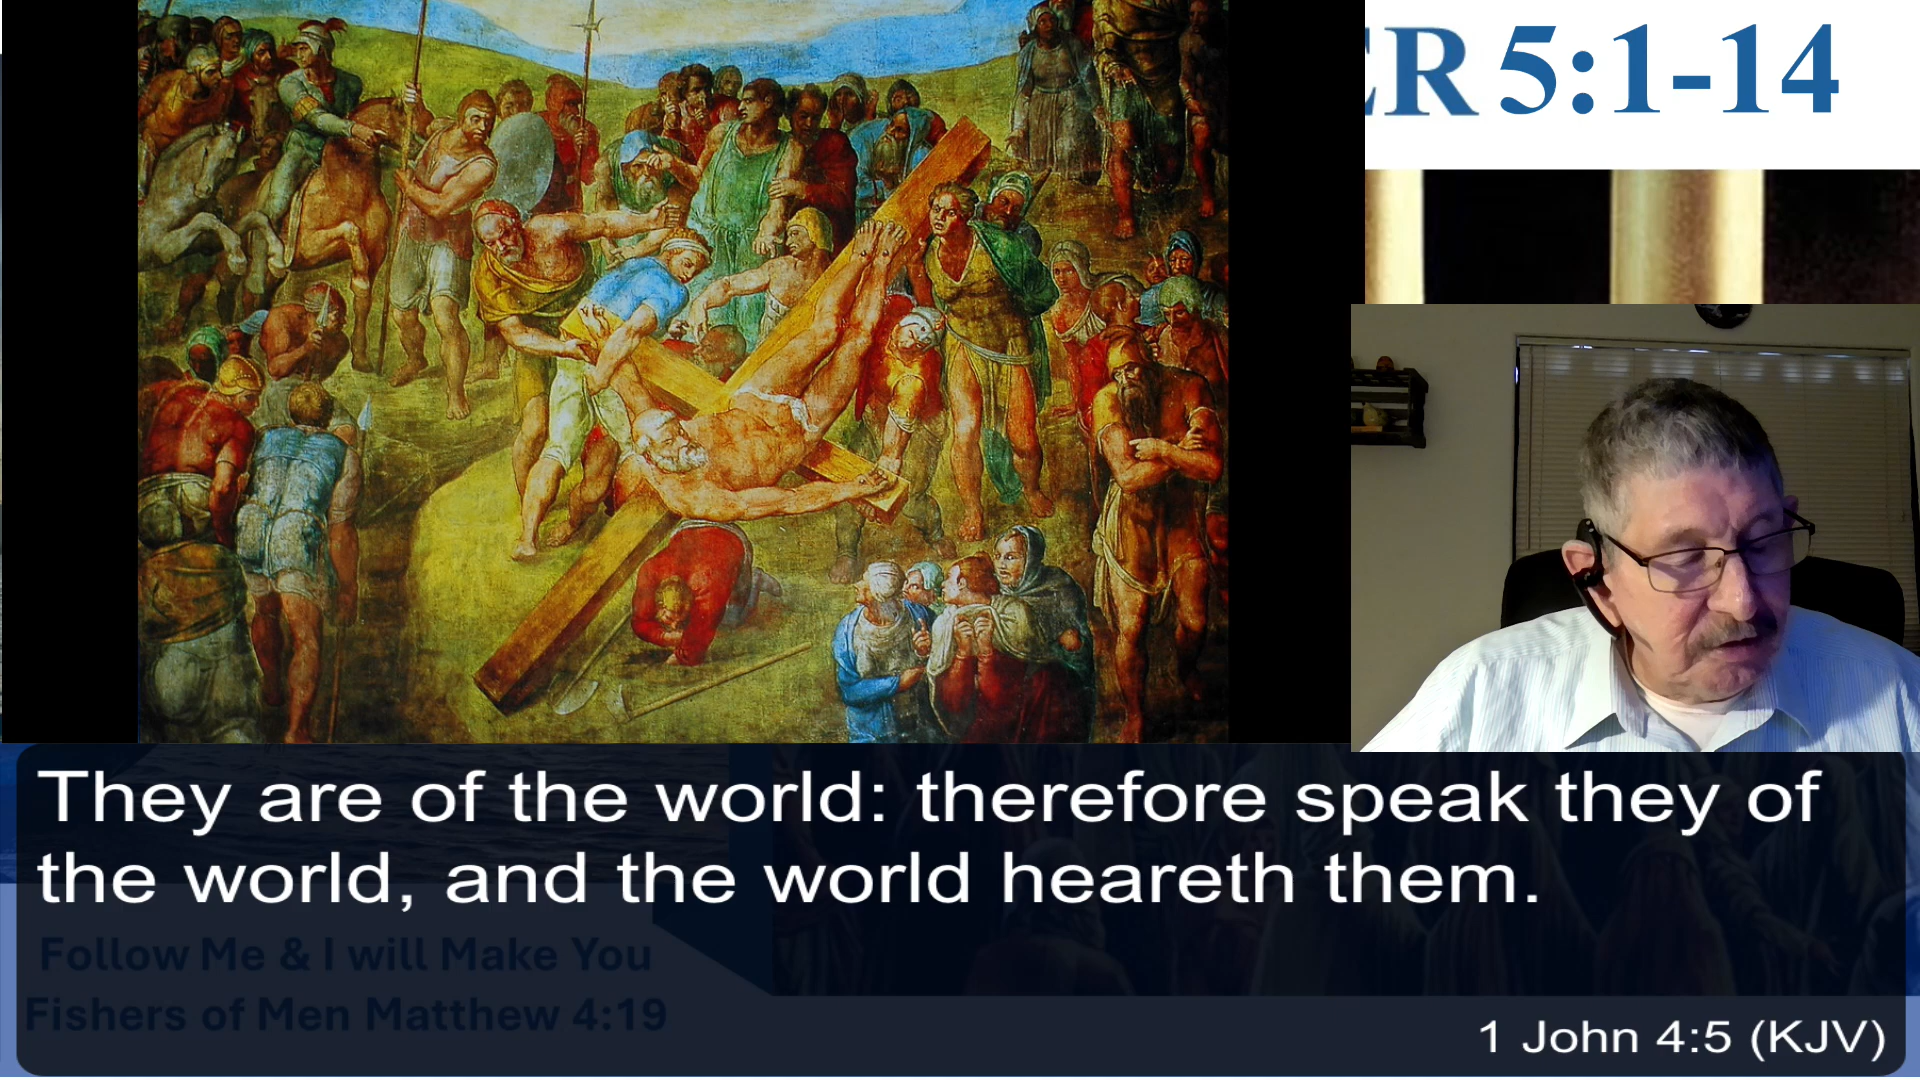 ER 5:1-14
They are of the world: therefore speak they of
the world, and the world heareth them.
Follow Me & I will Make You
Fishers of Men Matthew 4:19
1 John 4:5 (KJV)